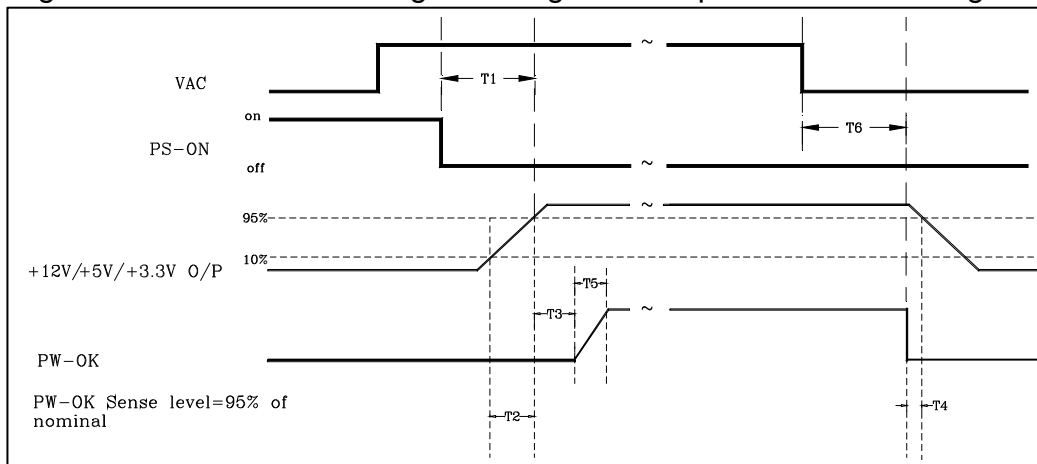 VAC
T1
~
T6
PS-ON
on
off
~
95%
10%
+12V/+5V/+3.3V O/P
~
T5
T3
PW-OK
~
PW-OK Sense level=95% of
nominal
T2
T4